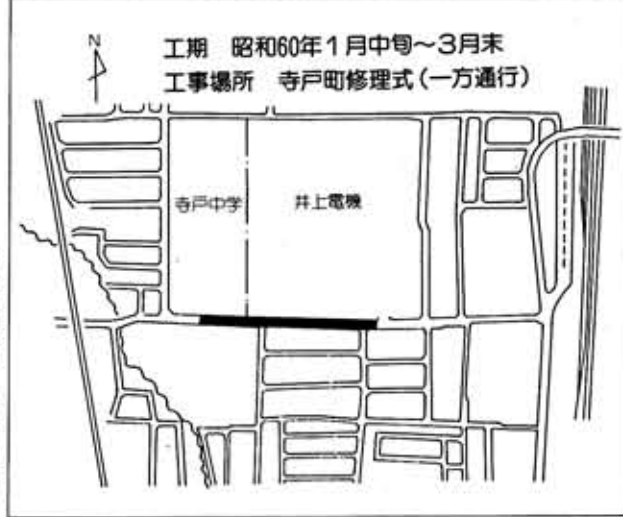 工期 昭和60年1月中旬～3月末
工事場所 寺戸町修理式(一方通行)
N
寺戸中学
井上電機